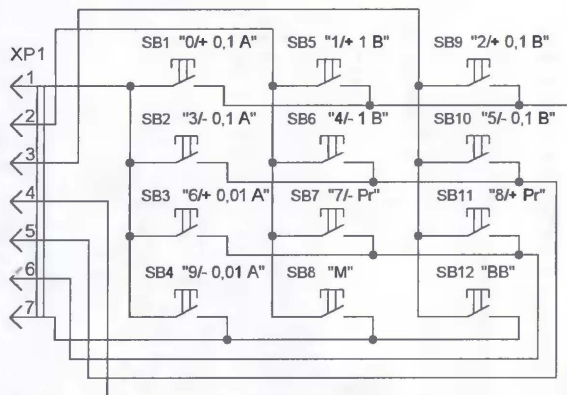 XP1
1
2
3
4
5
6
7
SB1 "0/+ 0,1 A" SB5 "1/+ 1 B" SB9 "2/+ 0,1 B"
SB2 "3/- 0,1 A" SB6 "4/- 1 B" SB10 "5/- 0,1 B"
SB3 "6/+ 0,01 A" SB7 "7/- Pr" SB11 "8/+ Pr"
SB4 "9/- 0,01 A" SB8 "M" SB12 "BB"